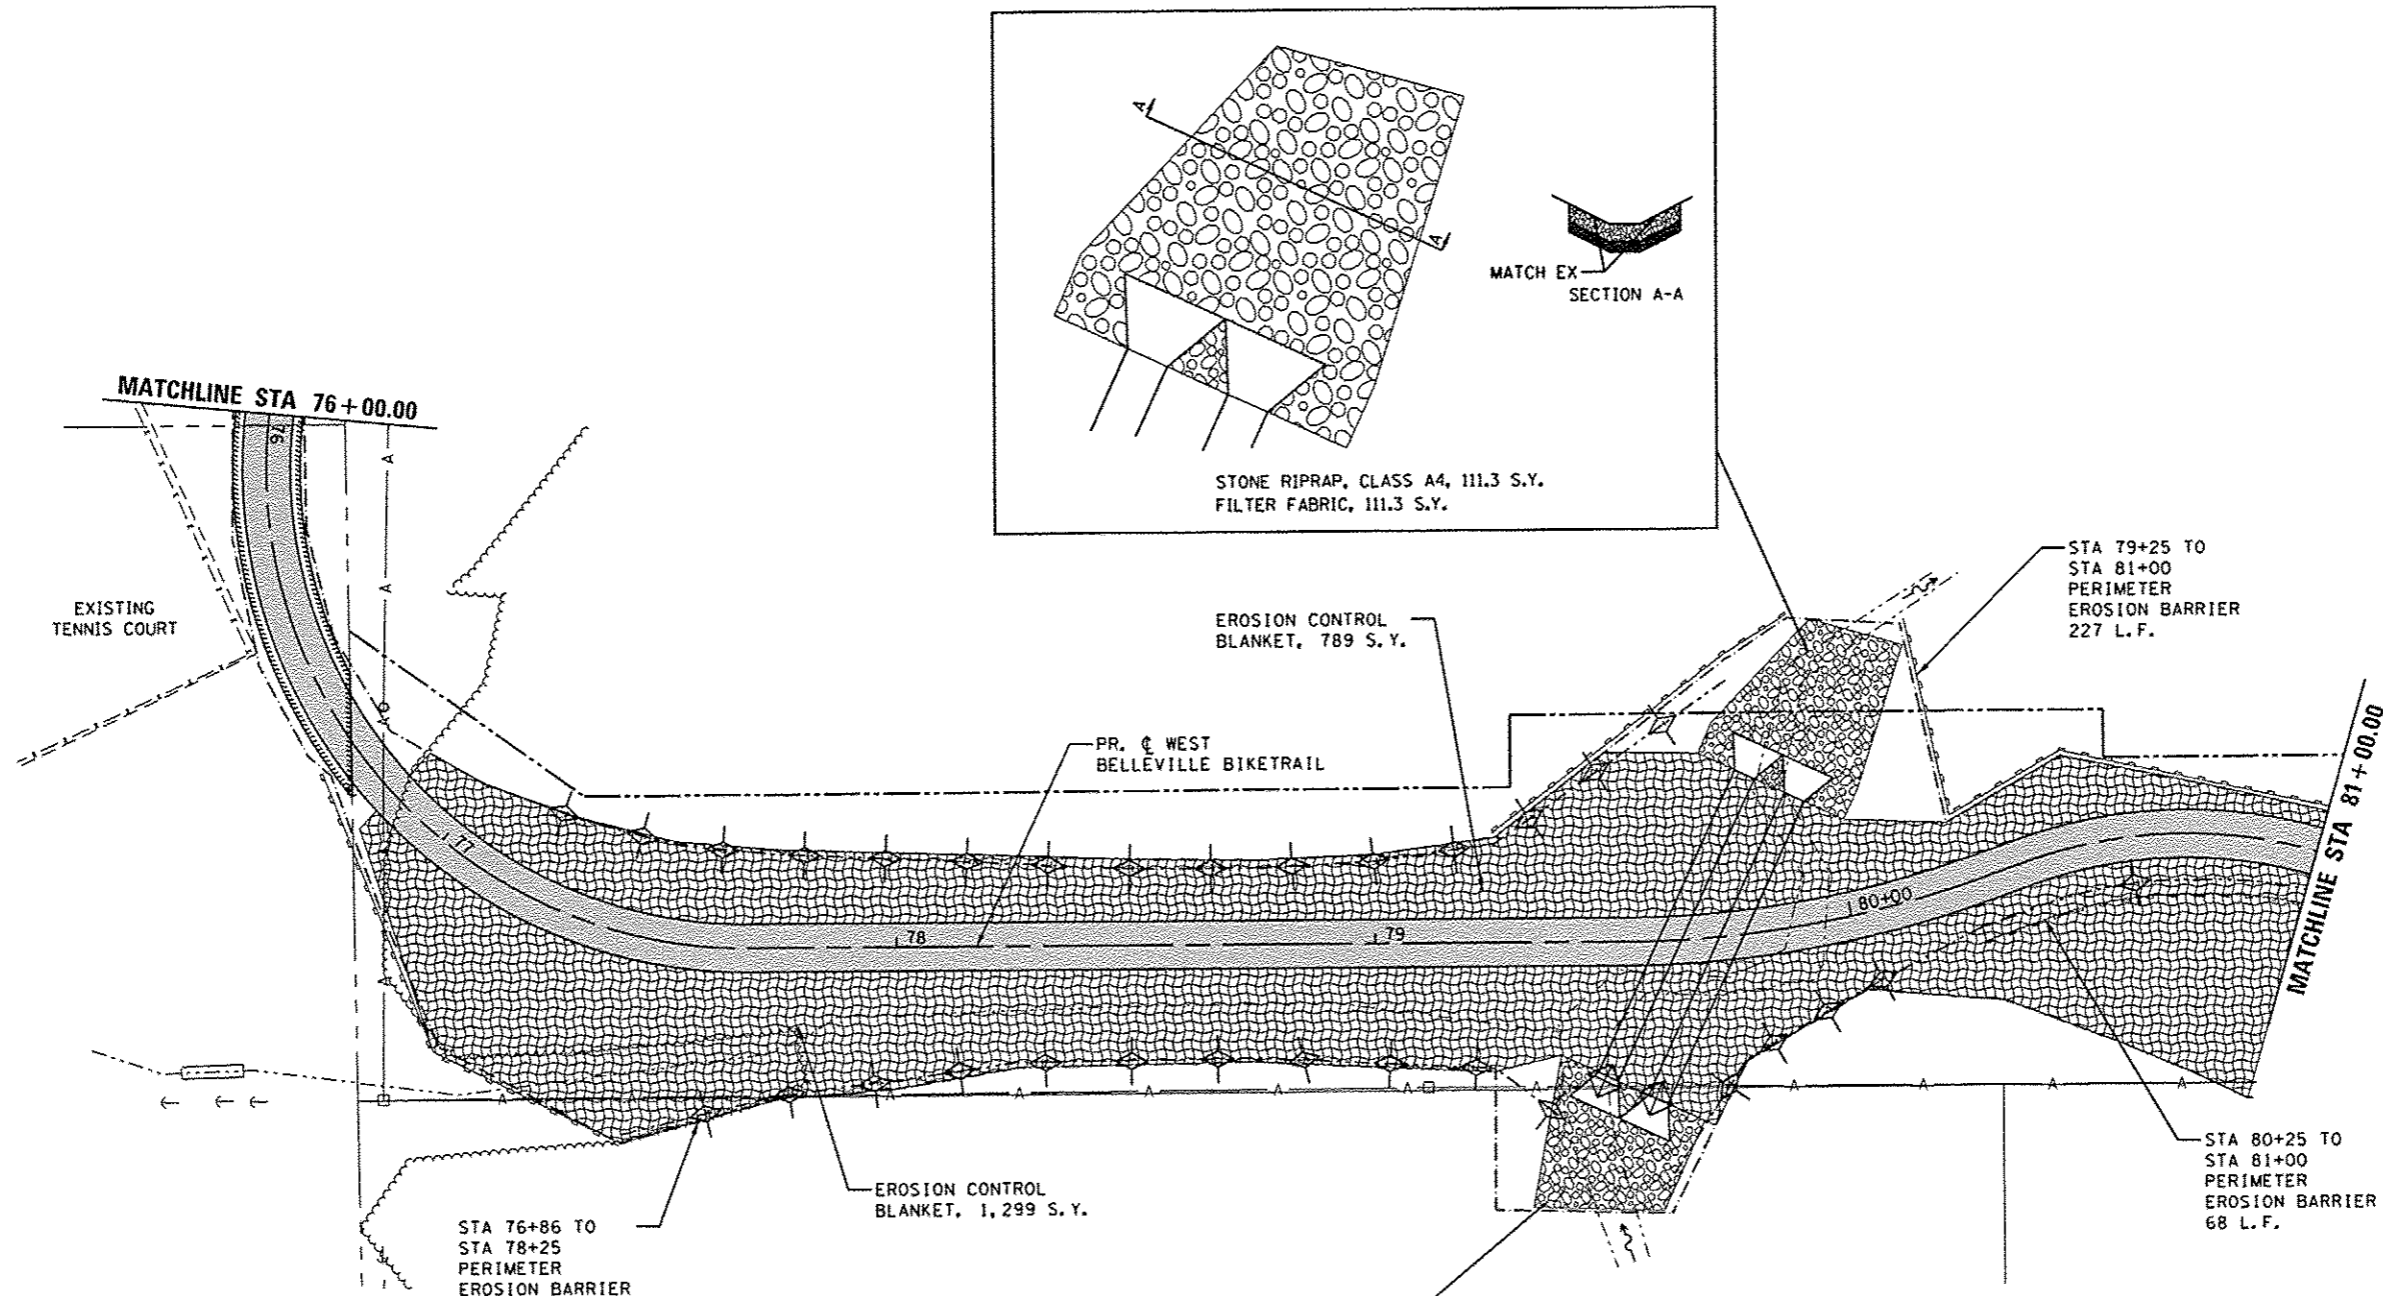 A
A
MATCH EX
SECTION A-A
STONE RIPRAP, CLASS A4, 111.3 S.Y.
FILTER FABRIC, 111.3 S.Y.
MATCHLINE STA 76+00.00
76
A
A
A
EXISTING
TENNIS COURT
STA 79+25 TO
STA 81+00
PERIMETER
EROSION BARRIER
227 L.F.
EROSION CONTROL
BLANKET, 789 S.Y.
PR. ℄ WEST
BELLEVILLE BIKETRAIL
MATCHLINE STA 81+00.00
77
78
79
80+00
A
A
A
A
A
A
A
A
A
A
A
A
STA 80+25 TO
STA 81+00
PERIMETER
EROSION BARRIER
68 L.F.
EROSION CONTROL
BLANKET, 1,299 S.Y.
STA 76+86 TO
STA 78+25
PERIMETER
EROSION BARRIER